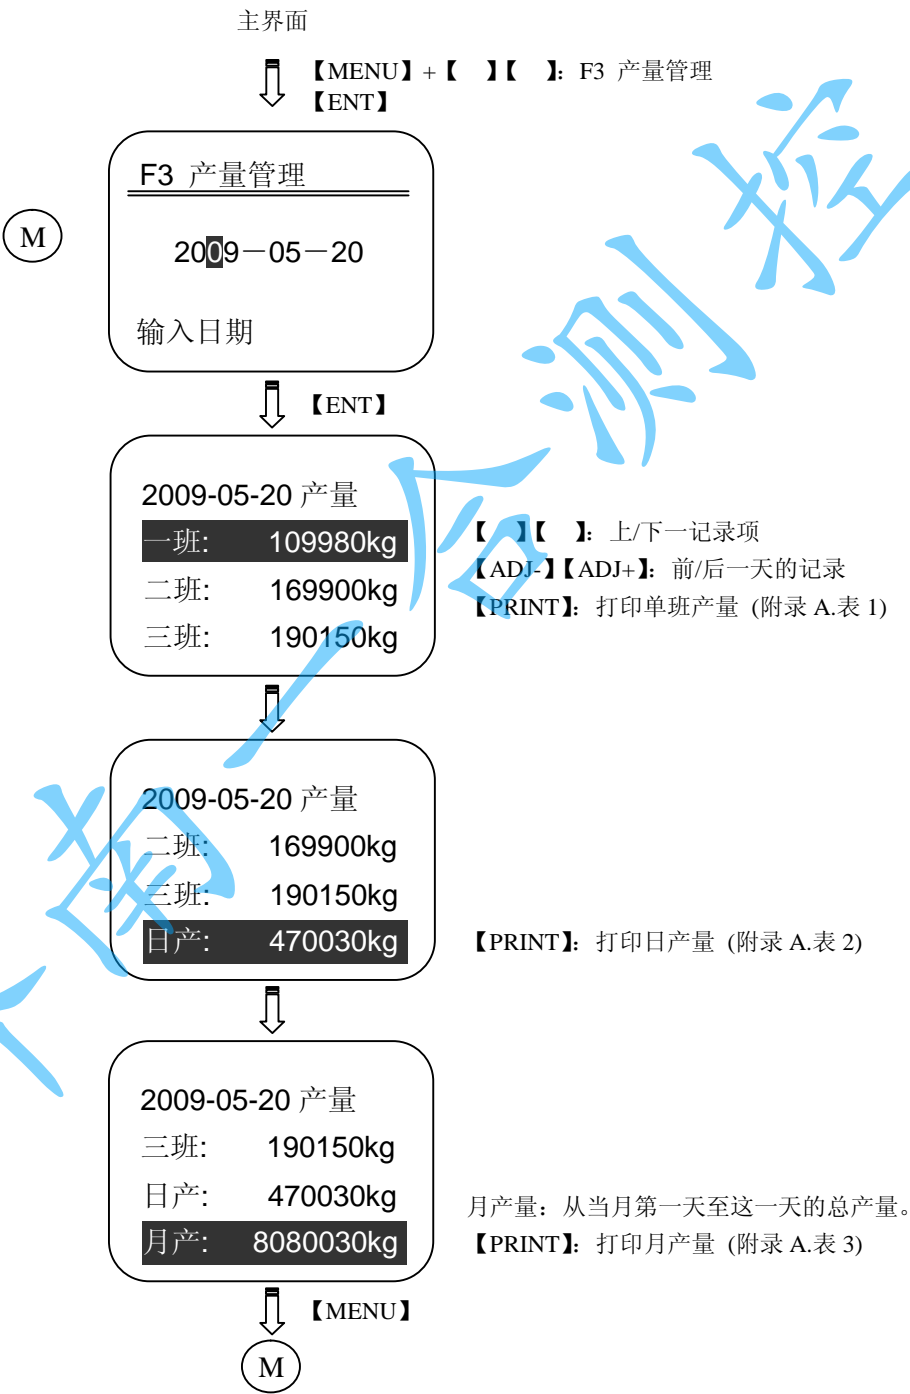 主界面
【MENU】+【 】【 】：F3 产量管理
【ENT】
F3 产量管理
M
2009－05－20
输入日期
【ENT】
2009-05-20 产量
一班: 109980kg
二班: 169900kg
三班: 190150kg
【 】【 】：上/下一记录项
【ADJ-】【ADJ+】：前/后一天的记录
【PRINT】：打印单班产量 (附录 A.表 1)
2009-05-20 产量
二班: 169900kg
三班: 190150kg
日产: 470030kg
【PRINT】：打印日产量 (附录 A.表 2)
2009-05-20 产量
三班: 190150kg
日产: 470030kg
月产: 8080030kg
月产量：从当月第一天至这一天的总产量。
【PRINT】：打印月产量 (附录 A.表 3)
【MENU】
M
南一合测控